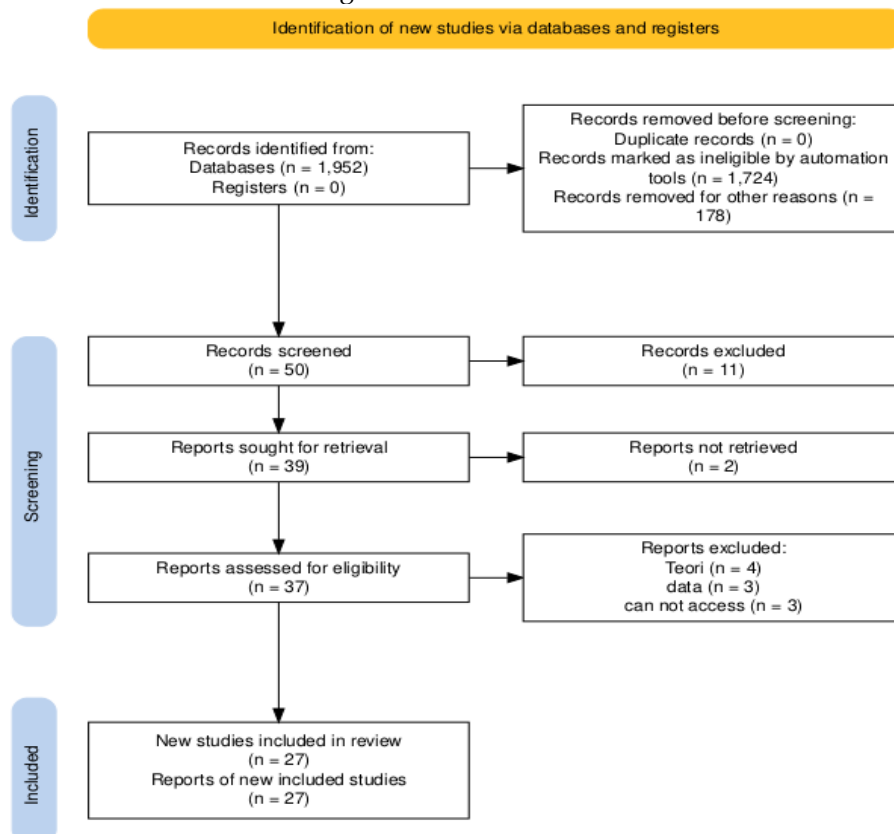 Identification of new studies via databases and registers
Identification
Records identified from:
Databases (n = 1,952)
Registers (n = 0)
Records removed before screening:
Duplicate records (n = 0)
Records marked as ineligible by automation
tools (n = 1,724)
Records removed for other reasons (n =
178)
Screening
Records screened
(n = 50)
Records excluded
(n = 11)
Reports sought for retrieval
(n = 39)
Reports not retrieved
(n = 2)
Reports assessed for eligibility
(n = 37)
Reports excluded:
Teori (n = 4)
data (n = 3)
can not access (n = 3)
Included
New studies included in review
(n = 27)
Reports of new included studies
(n = 27)